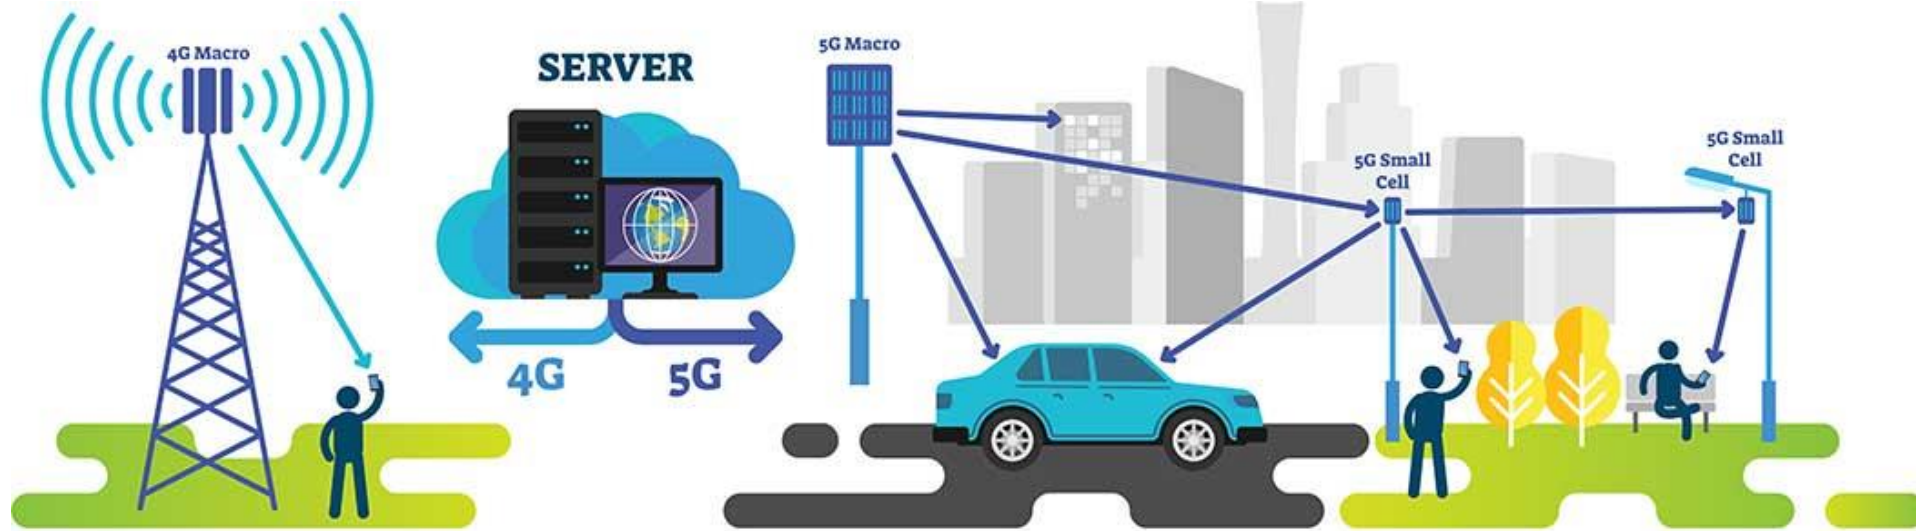 4G Macro
SERVER
4G
5G
5G Macro
5G Small
Cell
5G Small
Cell